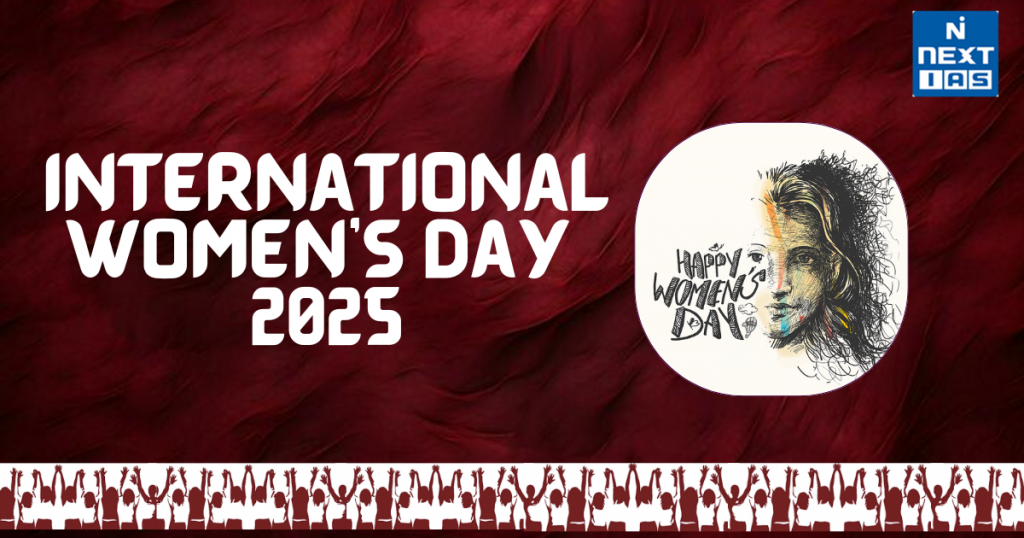 NEXT
IAS
INTERNATIONAL
WOMEN'S DAY
2025
HAPPY
WOMEN'S
DAY